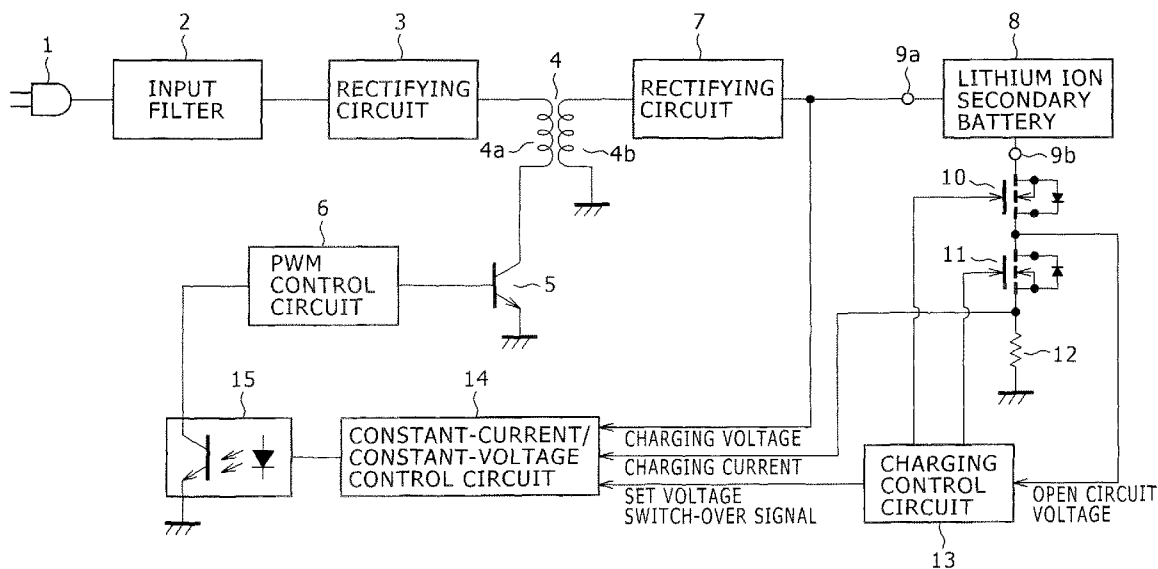 1
2
3
4
7
9a
8
INPUT
FILTER
RECTIFYING
CIRCUIT
RECTIFYING
CIRCUIT
LITHIUM ION
SECONDARY
BATTERY
4a
4b
9b
10
6
PWM
CONTROL
CIRCUIT
5
11
12
15
14
CONSTANT-CURRENT/
CONSTANT-VOLTAGE
CONTROL CIRCUIT
CHARGING VOLTAGE
CHARGING CURRENT
SET VOLTAGE
SWITCH-OVER SIGNAL
CHARGING
CONTROL
CIRCUIT
OPEN CIRCUIT
VOLTAGE
13